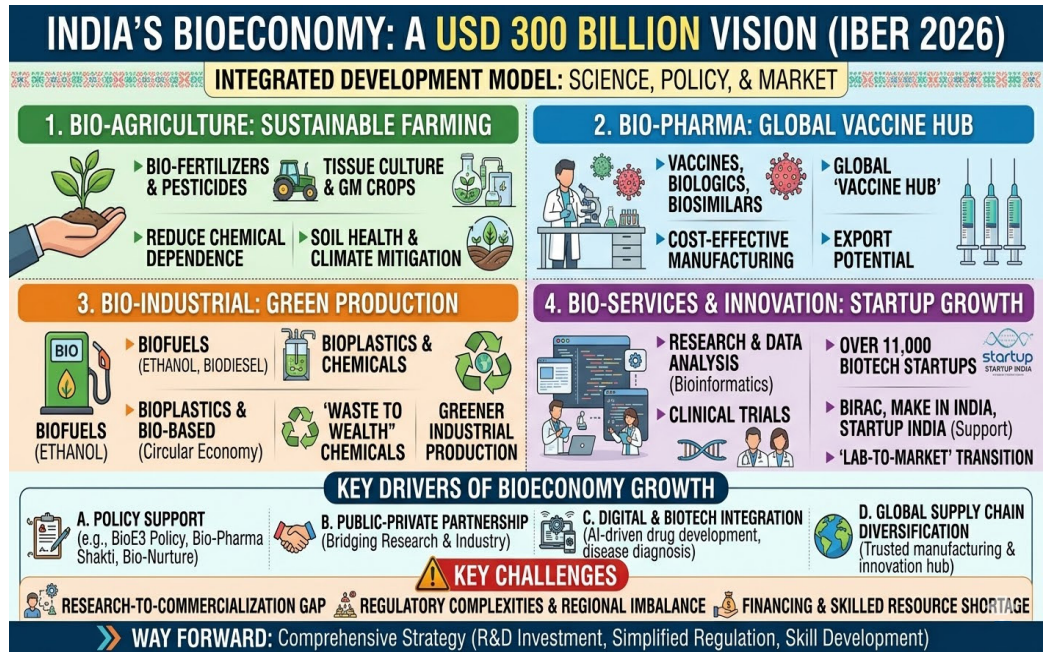 INDIA'S BIOECONOMY: A USD 300 BILLION VISION (IBER 2026)
INTEGRATED DEVELOPMENT MODEL: SCIENCE, POLICY, & MARKET
1. BIO-AGRICULTURE: SUSTAINABLE FARMING
BIO-FERTILIZERS
& PESTICIDES
TISSUE CULTURE
& GM CROPS
REDUCE CHEMICAL
DEPENDENCE
SOIL HEALTH &
CLIMATE MITIGATION
2. BIO-PHARMA: GLOBAL VACCINE HUB
VACCINES,
BIOLOGICS,
BIOSIMILARS
GLOBAL
'VACCINE HUB'
COST-EFFECTIVE
MANUFACTURING
EXPORT
POTENTIAL
3. BIO-INDUSTRIAL: GREEN PRODUCTION
BIO
BIOFUELS
(ETHANOL)
BIOFUELS
(ETHANOL, BIODIESEL)
BIOPLASTICS &
CHEMICALS
BIOPLASTICS &
BIO-BASED
(Circular Economy)
'WASTE TO
WEALTH"
CHEMICALS
GREENER
INDUSTRIAL
PRODUCTION
4. BIO-SERVICES & INNOVATION: STARTUP GROWTH
RESEARCH & DATA
ANALYSIS
(Bioinformatics)
CLINICAL TRIALS
OVER 11,000
BIOTECH STARTUPS
startup
STARTUP INDIA
BIRAC, MAKE IN INDIA,
STARTUP INDIA (Support)
'LAB-TO-MARKET' TRANSITION
KEY DRIVERS OF BIOECONOMY GROWTH
A. POLICY SUPPORT
(e.g., BioE3 Policy, Bio-Pharma
Shakti, Bio-Nurture)
B. PUBLIC-PRIVATE PARTNERSHIP
(Bridging Research & Industry)
C. DIGITAL & BIOTECH INTEGRATION
(AI-driven drug development,
disease diagnosis)
D. GLOBAL SUPPLY CHAIN
DIVERSIFICATION
(Trusted manufacturing &
innovation hub)
KEY CHALLENGES
RESEARCH-TO-COMMERCIALIZATION GAP
REGULATORY COMPLEXITIES & REGIONAL IMBALANCE
FINANCING & SKILLED RESOURCE SHORTAGE
WAY FORWARD: Comprehensive Strategy (R&D Investment, Simplified Regulation, Skill Development)